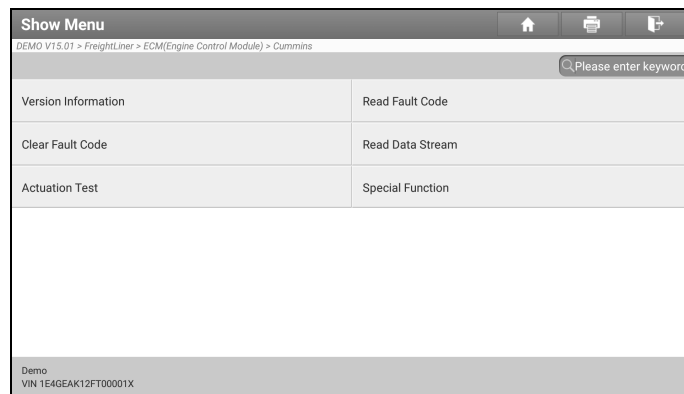 Show Menu
DEMO V15.01 > FreightLiner > ECM(Engine Control Module) > Cummins
Please enter keyword
Version Information
Read Fault Code
Clear Fault Code
Read Data Stream
Actuation Test
Special Function
Demo
VIN 1E4GEAK12FT00001X